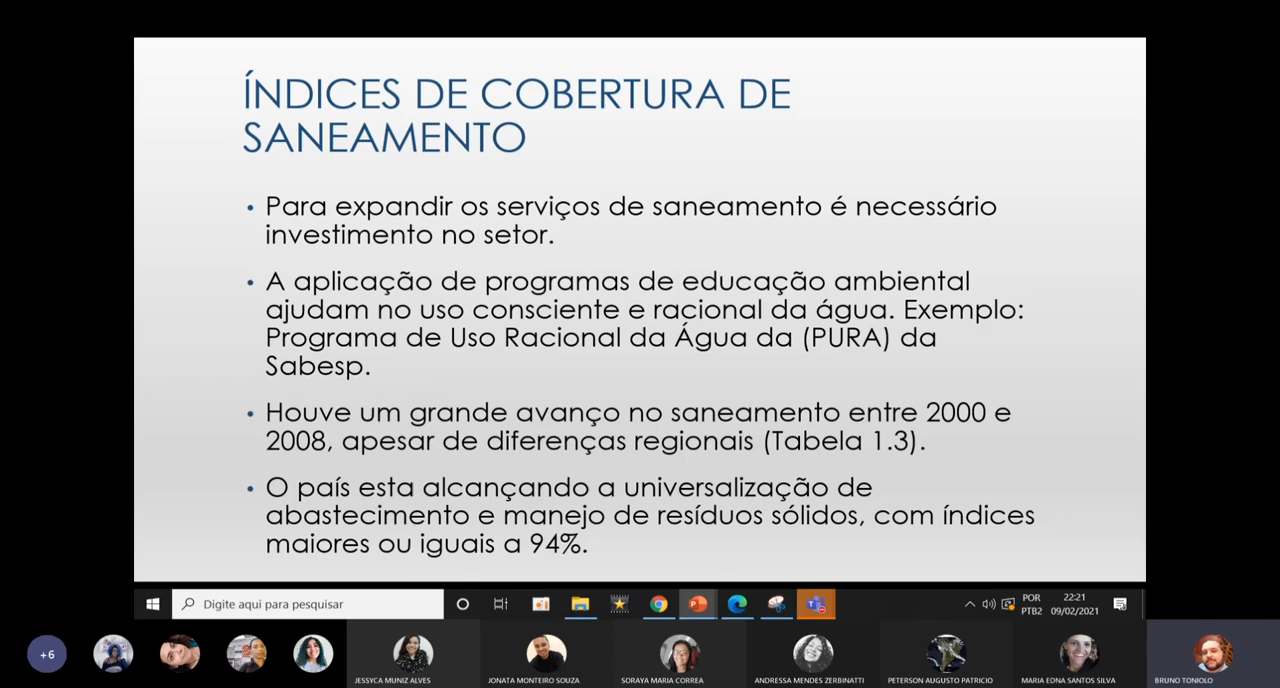 ÍNDICES DE COBERTURA DE
SANEAMENTO
• Para expandir os serviços de saneamento é necessário
investimento no setor.
• A aplicação de programas de educação ambiental
ajudam no uso consciente e racional da água. Exemplo:
Programa de Uso Racional da Água da (PURA) da
Sabesp.
• Houve um grande avanço no saneamento entre 2000 e
2008, apesar de diferenças regionais (Tabela 1.3).
• O país esta alcançando a universalização de
abastecimento e manejo de resíduos sólidos, com índices
maiores ou iguais a 94%.
Digite aqui para pesquisar
POR
PTB2
22:21
09/02/2021
+6
JESSYCA MUNIZ ALVES
JONATA MONTEIRO SOUZA
SORAYA MARIA CORREA
ANDRESSA MENDES ZERBINATTI
PETERSON AUGUSTO PATRICIO
MARIA EDNA SANTOS SILVA
BRUNO TONIOLO